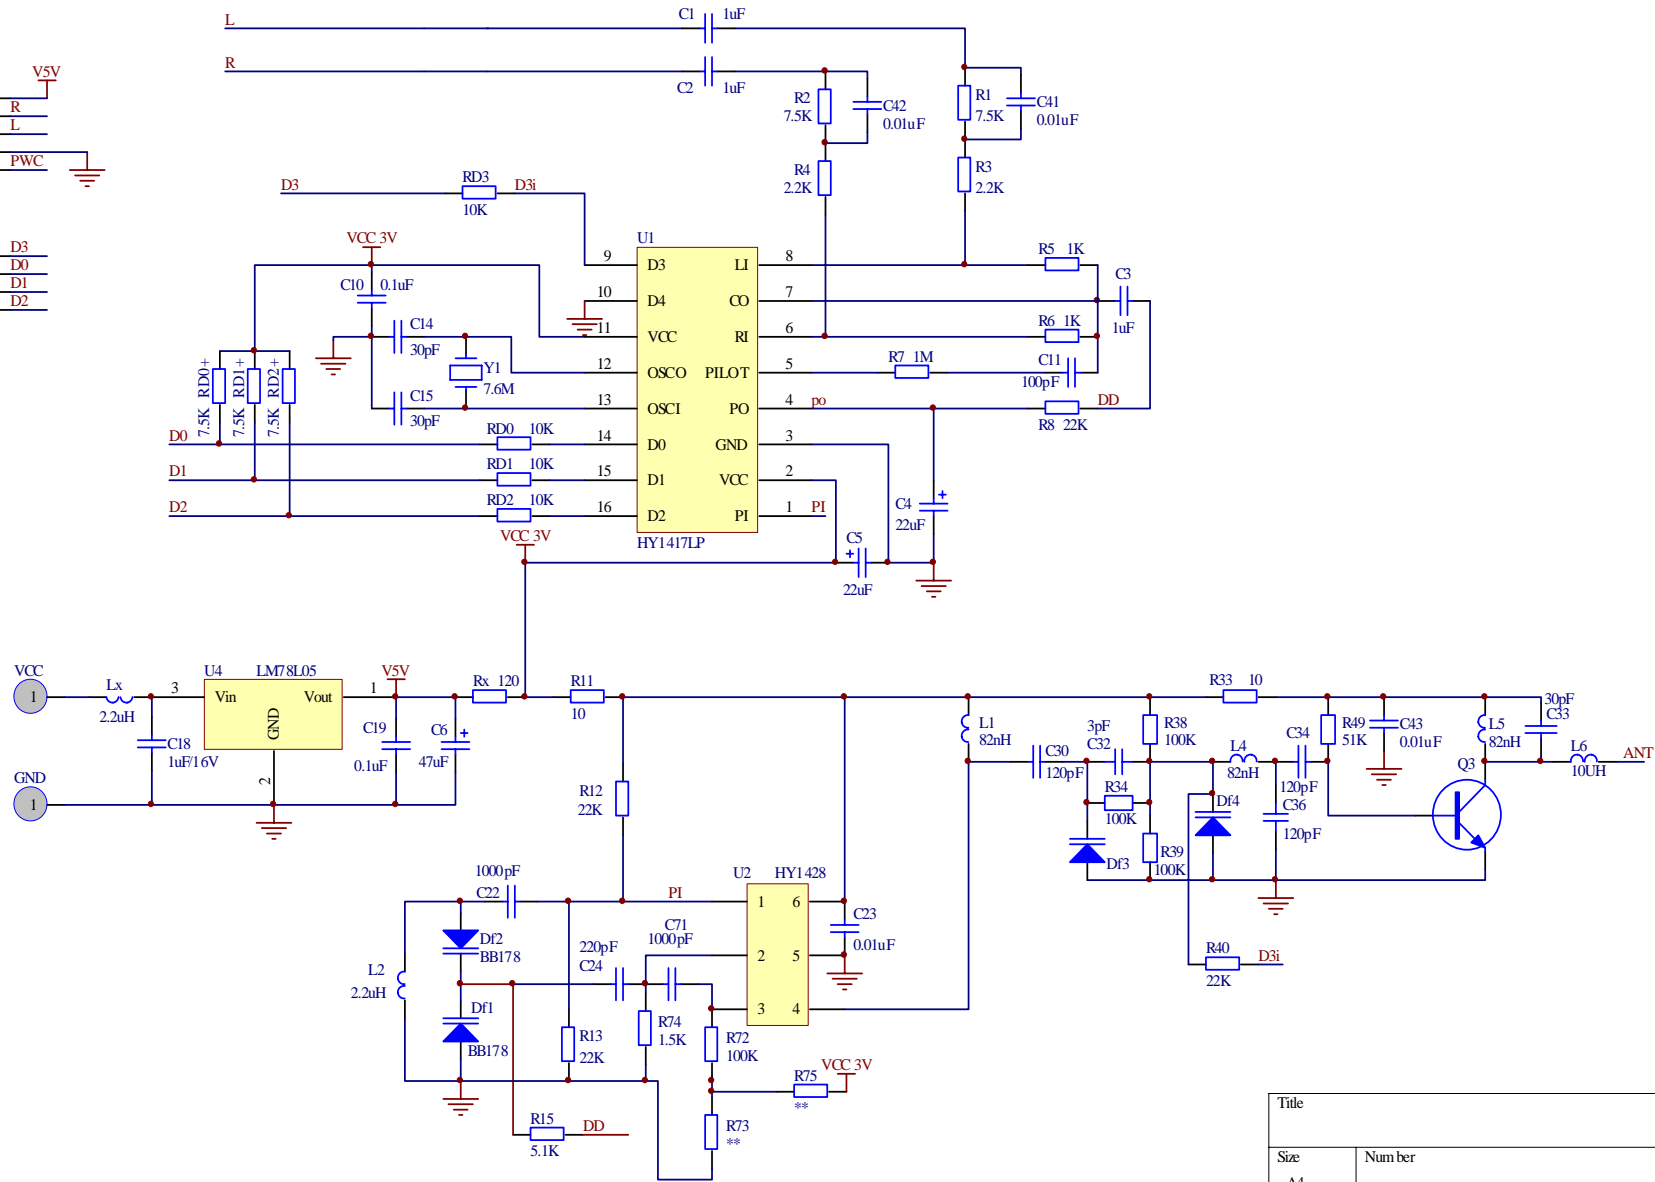 L
C1 1uF
R
C2 1uF
V5V
R
L
PWC
R2
7.5K
C42
0.01uF
R1
7.5K
C41
0.01uF
R4
2.2K
R3
2.2K
D3
RD3
10K
D3i
D3
D0
D1
D2
VCC 3V
C10 0.1uF
C14
30pF
Y1
7.6M
C15
30pF
7.5K RD0+
7.5K RD1+
7.5K RD2+
D0
D1
D2
RD0 10K
RD1 10K
RD2 10K
U1
9 D3 LI 8
10 D4 CO 7
11 VCC RI 6
12 OSCO PILOT 5
13 OSCI PO 4
14 D0 GND 3
15 D1 VCC 2
16 D2 PI 1
HY1417LP
PI
po
R5 1K
C3
1uF
R6 1K
R7 1M
C11
100pF
DD
R8 22K
C4
22uF
C5
22uF
VCC 3V
VCC
1
GND
1
Lx
2.2uH
C18
1uF/16V
U4 LM78L05
3 Vin Vout 1
GND
2
V5V
C19
0.1uF
C6
47uF
Rx 120
R11
10
R12
22K
L1
82nH
C30
120pF
3pF
C32
R38
100K
R34
100K
Df3
R39
100K
R33 10
L4
82nH
Df4
C34
120pF
C36
120pF
R49
51K
C43
0.01uF
L5
82nH
30pF
C33
L6
10UH
ANT
Q3
R40
22K
D3i
1000pF
C22
PI
U2 HY1428
1 6
2 5
3 4
C23
0.01uF
Df2
BB178
L2
2.2uH
Df1
BB178
220pF
C24
C71
1000pF
R13
22K
R74
1.5K
R72
100K
VCC 3V
R75
**
R73
**
R15
5.1K
DD
Title
Size Number
A4